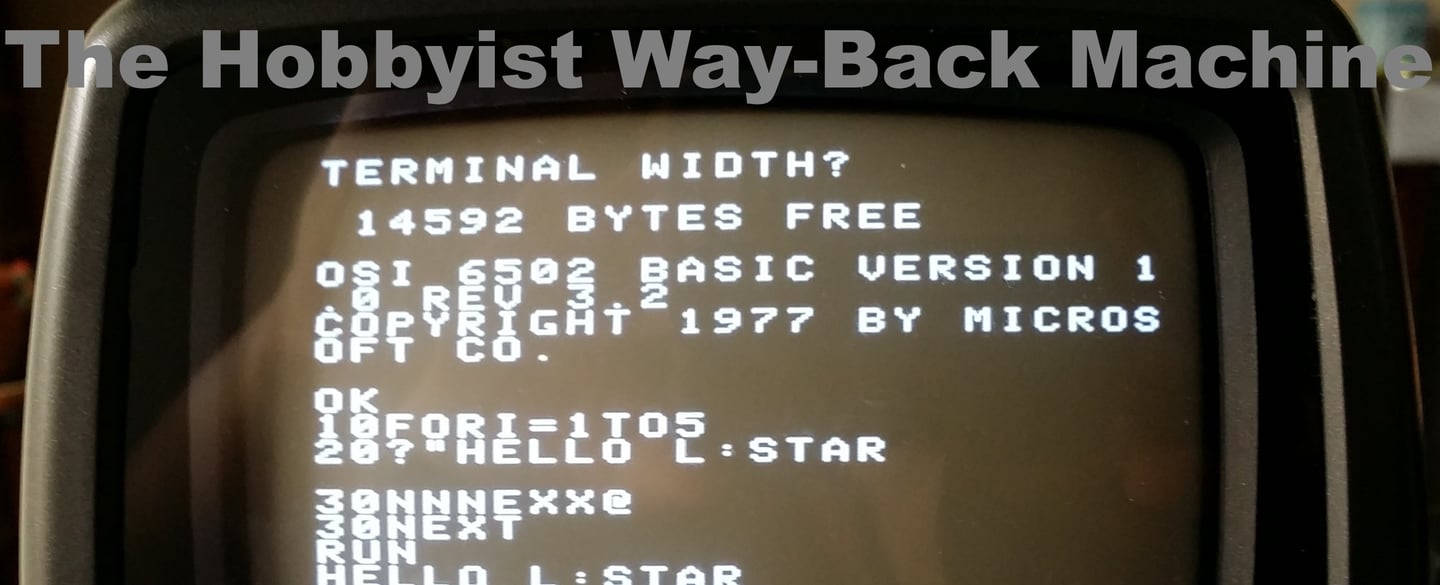 The Hobbyist Way-Back Machine
TERMINAL WIDTH?
14592 BYTES FREE
OSI 6502 BASIC VERSION 1
.0 REV 3.2
COPYRIGHT 1977 BY MICROS
OFT CO.
OK
10FORI=1TO5
20?"HELLO L:STAR
30NNNEXX@
30NEXT
RUN
HELLO L:STAR